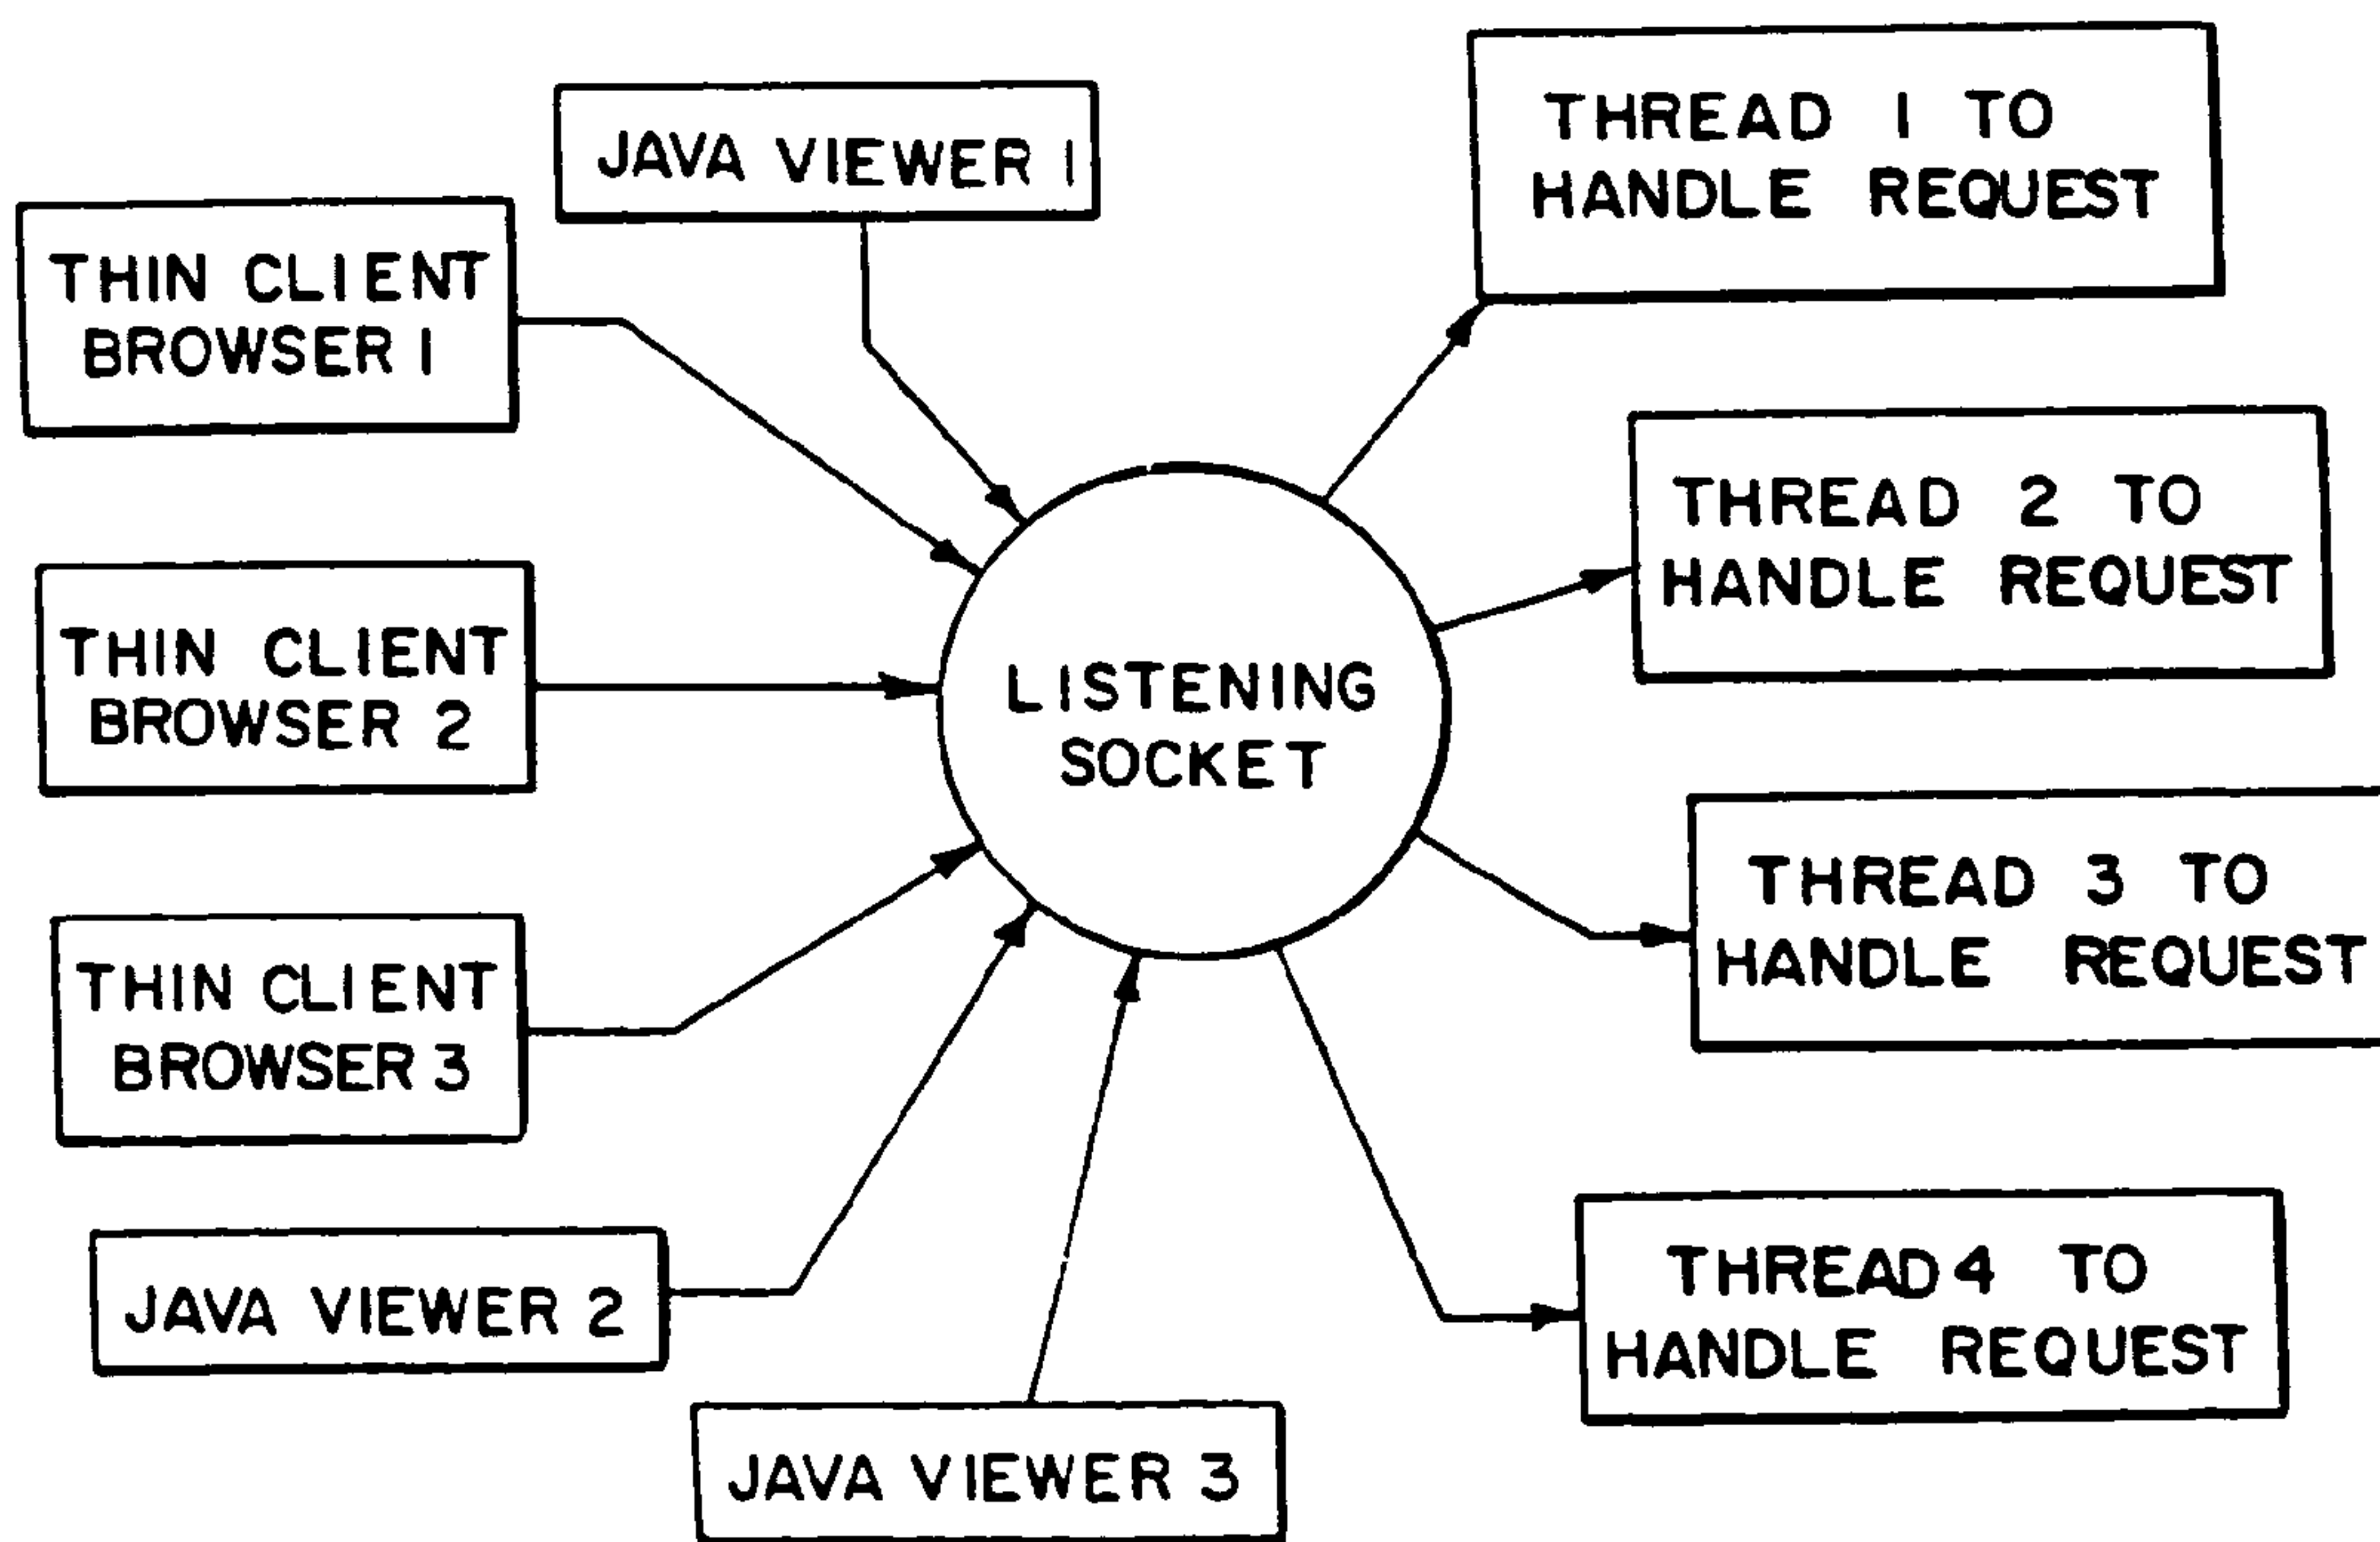 JAVA VIEWER 1
THIN CLIENT
BROWSER 1
THIN CLIENT
BROWSER 2
THIN CLIENT
BROWSER 3
JAVA VIEWER 2
JAVA VIEWER 3
LISTENING
SOCKET
THREAD 1 TO
HANDLE REQUEST
THREAD 2 TO
HANDLE REQUEST
THREAD 3 TO
HANDLE REQUEST
THREAD 4 TO
HANDLE REQUEST